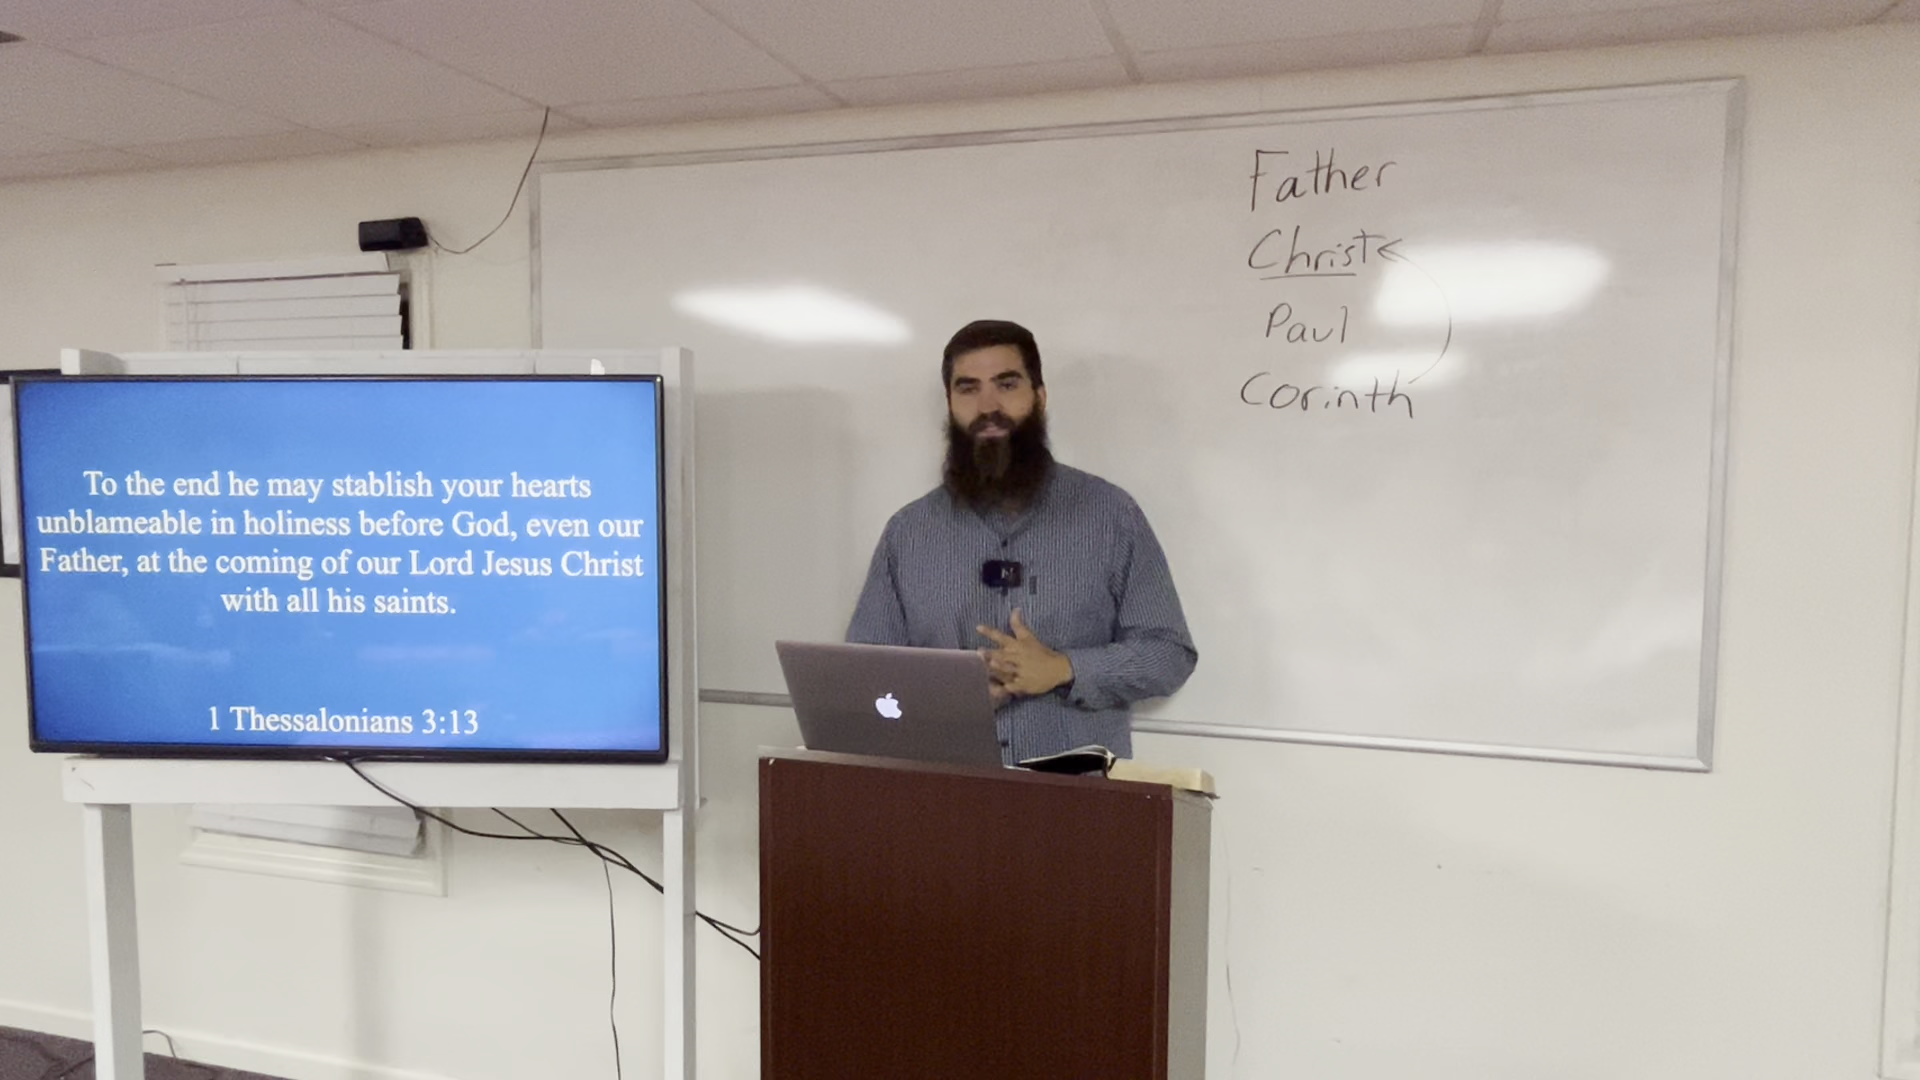 To the end he may stablish your hearts
unblameable in holiness before God, even our
Father, at the coming of our Lord Jesus Christ
with all his saints.
1 Thessalonians 3:13
Father
Christ
Paul
Corinth